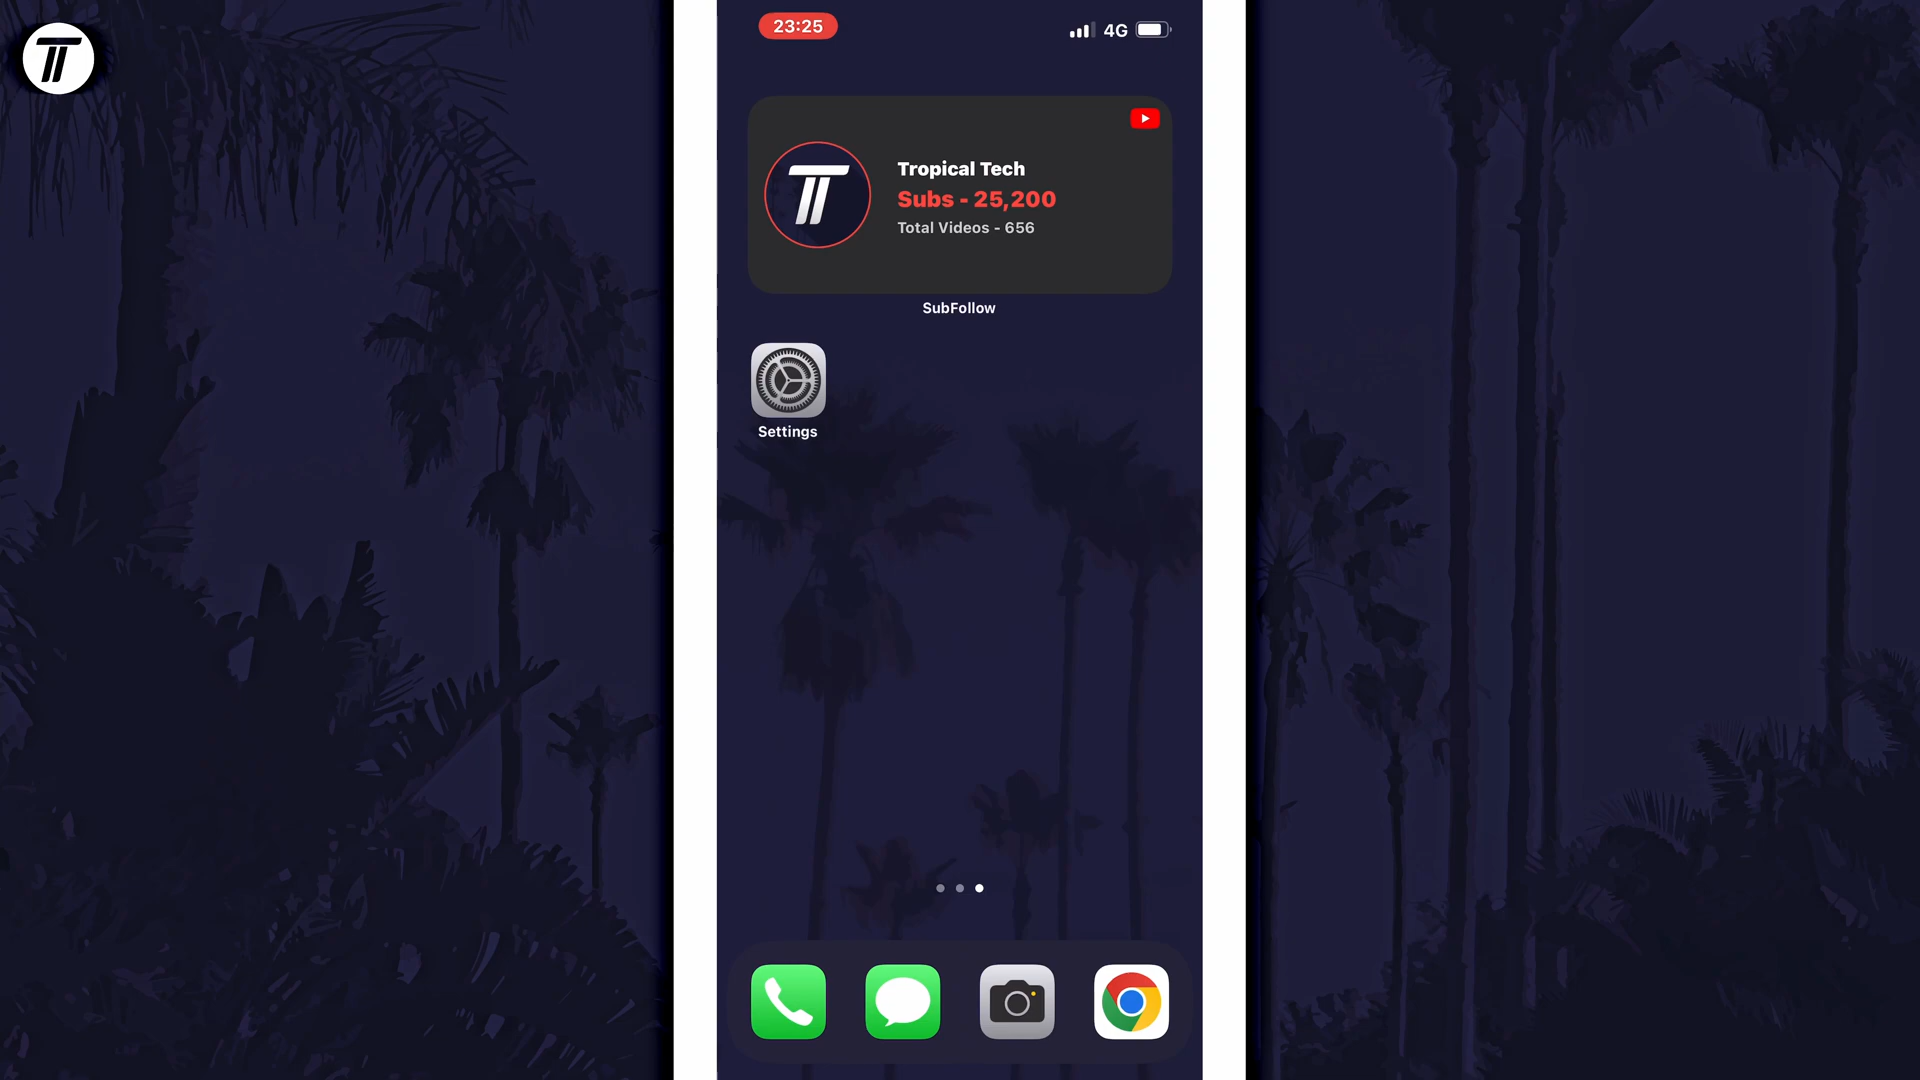 23:25
4G
Tropical Tech
Subs - 25,200
Total Videos - 656
SubFollow
Settings